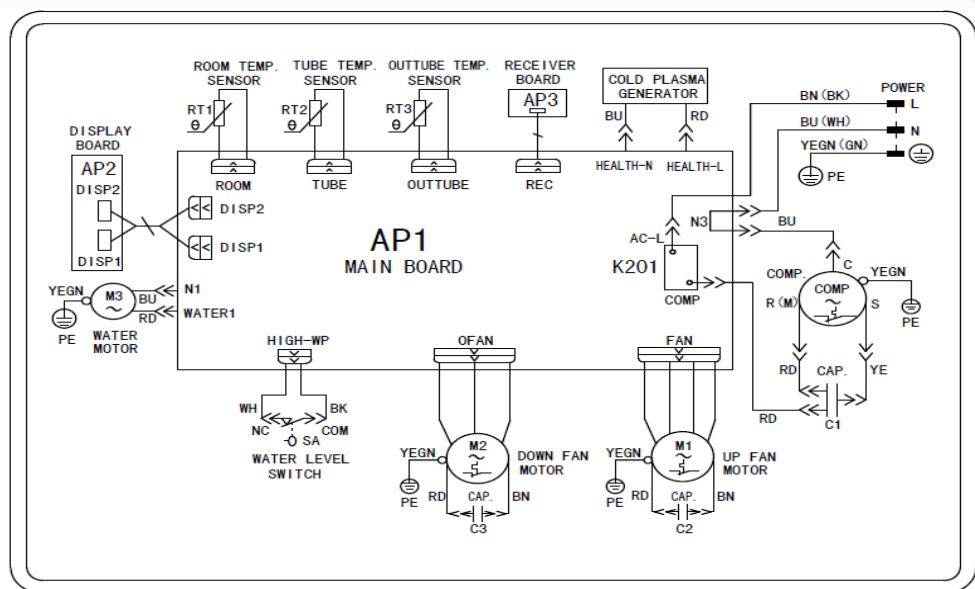 ROOM TEMP. SENSOR
TUBE TEMP. SENSOR
OUTTUBE TEMP. SENSOR
RECEIVER BOARD
AP3
COLD PLASMA GENERATOR
POWER
BN(BK)
L
BU(WH)
N
YEGN(GN)
PE
RT1
θ
RT2
θ
RT3
θ
BU
RD
DISPLAY BOARD
AP2
DISP2
DISP1
ROOM
TUBE
OUTTUBE
REC
HEALTH-N
HEALTH-L
DISP2
DISP1
AP1
MAIN BOARD
N3
BU
AC-L
K201
COMP
C
COMP.
YEGN
COMP
R(M)
S
PE
YEGN
M3
BU
N1
RD
WATER1
PE
WATER MOTOR
HIGH-WP
OFAN
FAN
RD
CAP.
YE
RD
C1
WH
BK
NC
COM
SA
WATER LEVEL SWITCH
YEGN
M2
DOWN FAN MOTOR
PE
RD
CAP.
BN
C3
YEGN
M1
UP FAN MOTOR
PE
RD
CAP.
BN
C2